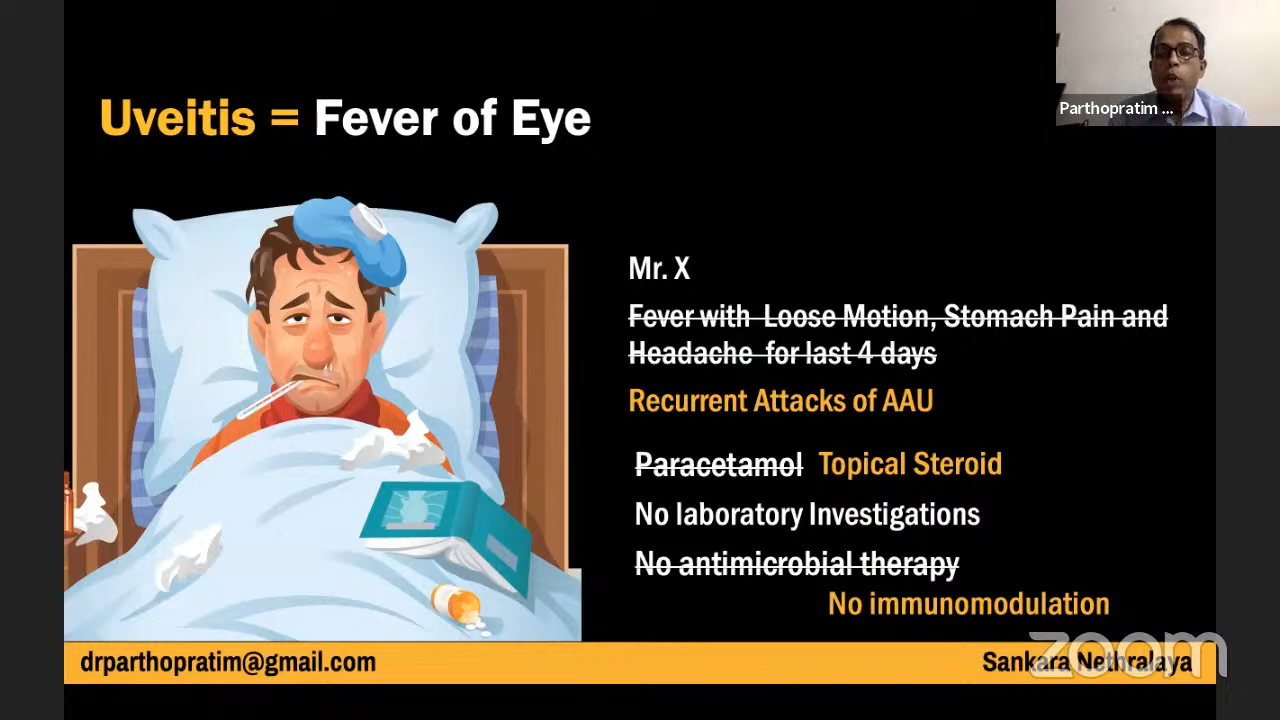 Parthopratim ...
Uveitis = Fever of Eye
Mr. X
Fever with Loose Motion, Stomach Pain and
Headache for last 4 days
Recurrent Attacks of AAU
Paracetamol Topical Steroid
No laboratory Investigations
No antimicrobial therapy
No immunomodulation
drparthopratim@gmail.com
Sankara Nethralaya
zoom